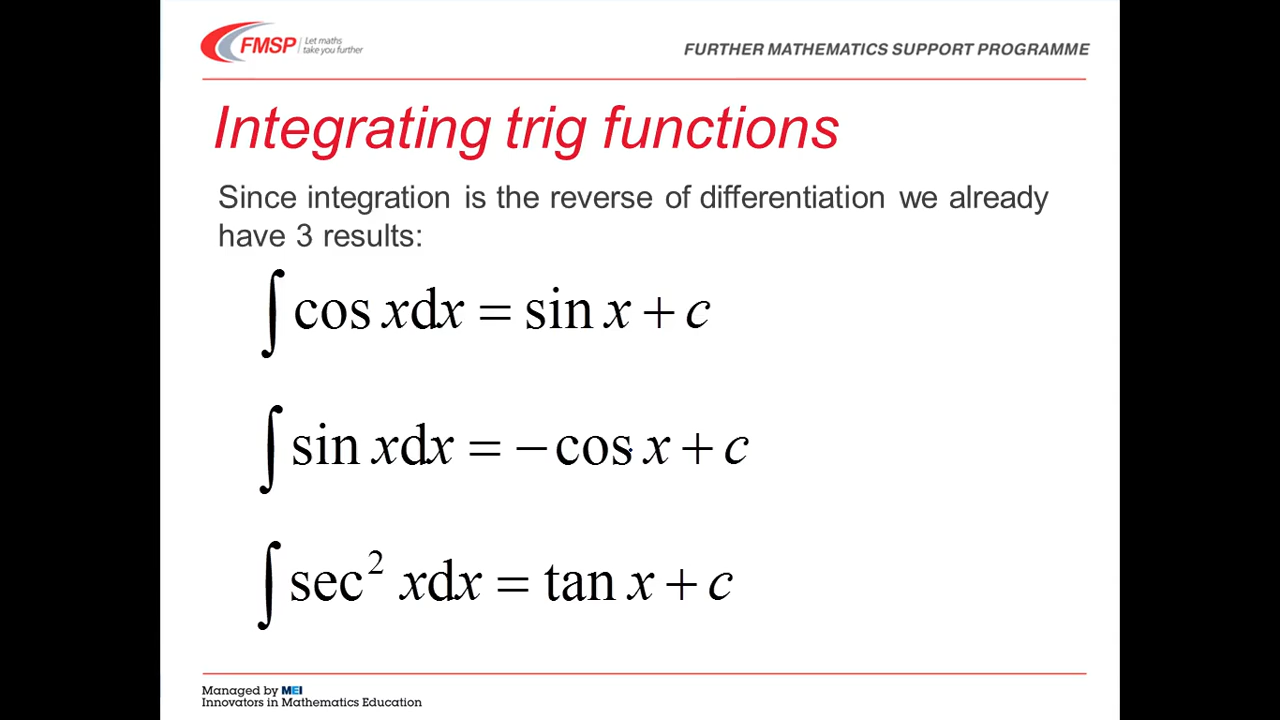 FMSP
Let maths
take you further
FURTHER MATHEMATICS SUPPORT PROGRAMME
Integrating trig functions
Since integration is the reverse of differentiation we already
have 3 results:
∫ cos xdx = sin x + c
∫ sin xdx = −cos x + c
∫ sec² xdx = tan x + c
Managed by MEI
Innovators in Mathematics Education